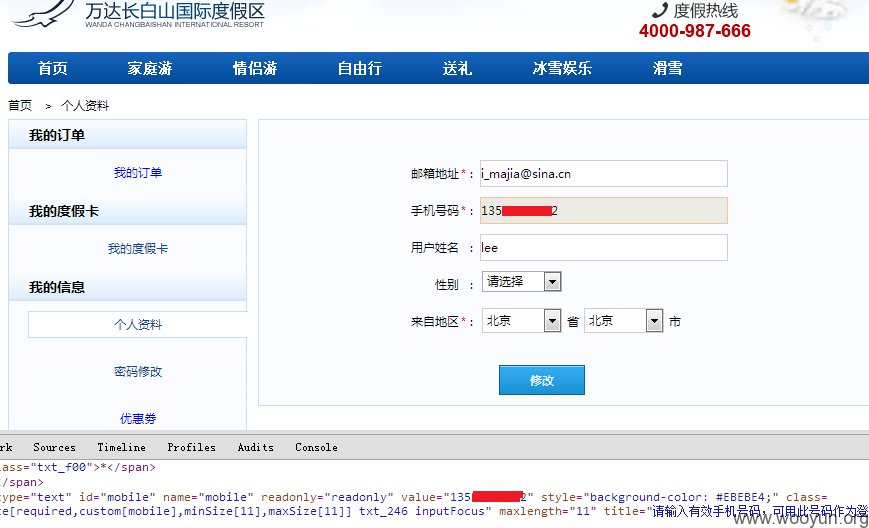 万达长白山国际度假区
WANDA CHANGBAISHAN INTERNATIONAL RESORT
度假热线
4000-987-666
首页 家庭游 情侣游 自由行 送礼 冰雪娱乐 滑雪
首页 > 个人资料
我的订单
我的订单
我的度假卡
我的度假卡
我的信息
个人资料
密码修改
优惠劵
邮箱地址*： i_majia@sina.cn
手机号码*： 135 2
用户姓名 ： lee
性别 ： 请选择
来自地区*： 北京 省 北京 市
修改
rk Sources Timeline Profiles Audits Console
lass="txt_f00">*</span>
</span>
type="text" id="mobile" name="mobile" readonly="readonly" value="135 2" style="background-color: #EBEBE4;" class=
te[required,custom[mobile],minSize[11],maxSize[11]] txt_246 inputFocus" maxlength="11" title="请输入有效手机号码，可用此号码作为登
www.wooyun.org